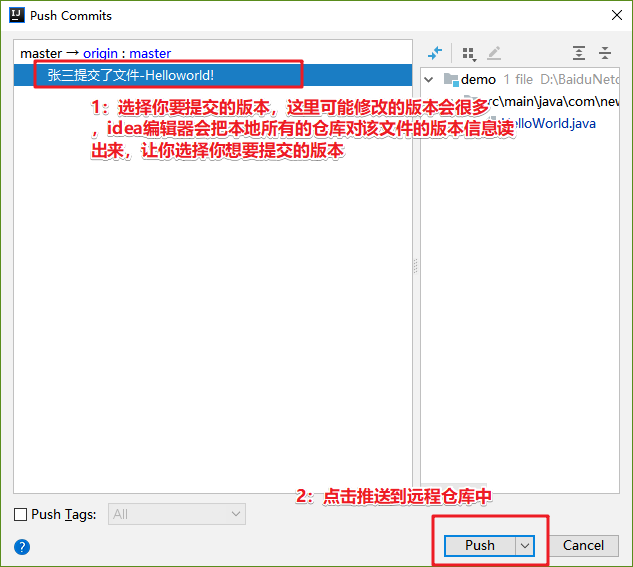 Push Commits
master → origin : master
张三提交了文件-Helloworld!
1：选择你要提交的版本，这里可能修改的版本会很多
，idea编辑器会把本地所有的仓库对该文件的版本信息读
出来，让你选择你想要提交的版本
demo 1 file D:\BaiduNetc
src\main\java\com\new
HelloWorld.java
2：点击推送到远程仓库中
Push Tags: All
? Push Cancel